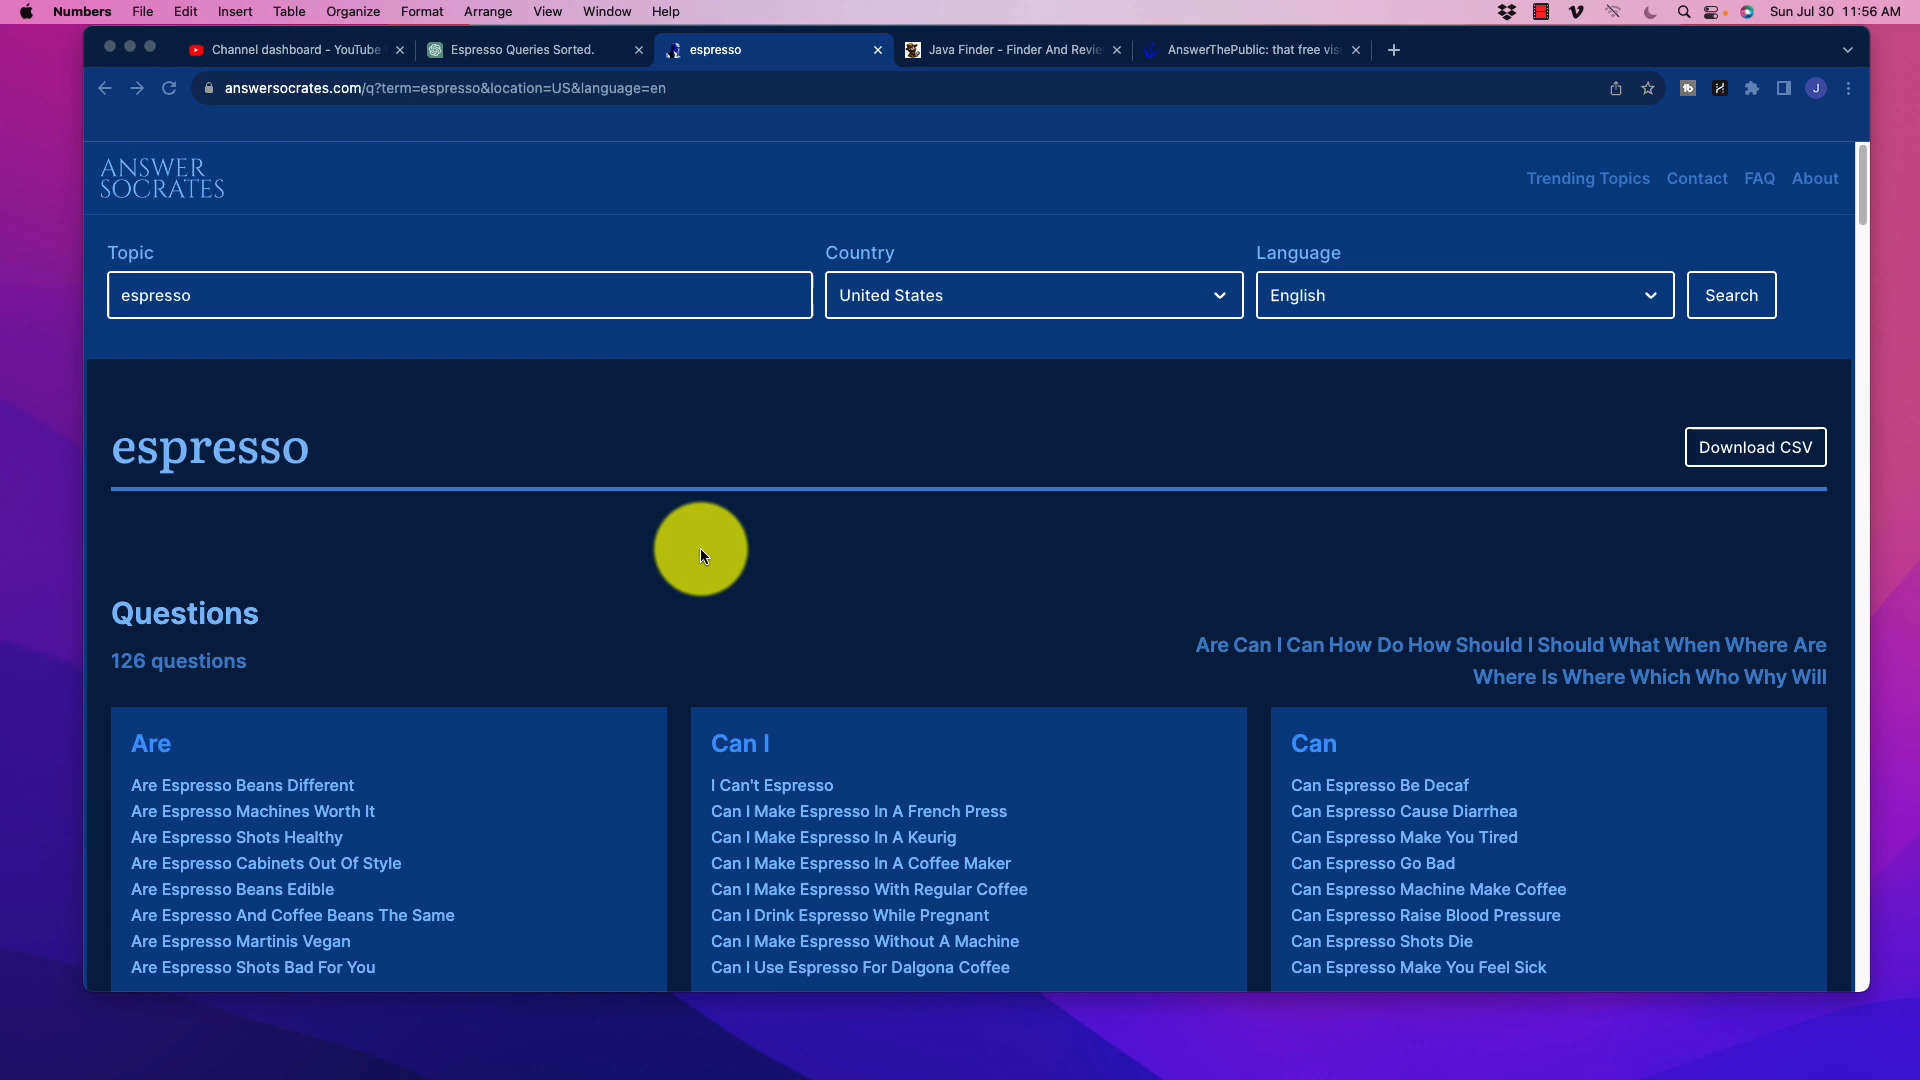 Numbers File Edit Insert Table Organize Format Arrange View Window Help Sun Jul 30 11:56 AM
Channel dashboard - YouTube Espresso Queries Sorted. espresso Java Finder - Finder And Revie AnswerThePublic: that free vis
answersocrates.com/q?term=espresso&location=US&language=en J
ANSWER
SOCRATES
Trending Topics Contact FAQ About
Topic Country Language
espresso United States English Search
espresso
Download CSV
Questions
126 questions
Are Can I Can How Do How Should I Should What When Where Are
Where Is Where Which Who Why Will
Are
Are Espresso Beans Different
Are Espresso Machines Worth It
Are Espresso Shots Healthy
Are Espresso Cabinets Out Of Style
Are Espresso Beans Edible
Are Espresso And Coffee Beans The Same
Are Espresso Martinis Vegan
Are Espresso Shots Bad For You
Can I
I Can't Espresso
Can I Make Espresso In A French Press
Can I Make Espresso In A Keurig
Can I Make Espresso In A Coffee Maker
Can I Make Espresso With Regular Coffee
Can I Drink Espresso While Pregnant
Can I Make Espresso Without A Machine
Can I Use Espresso For Dalgona Coffee
Can
Can Espresso Be Decaf
Can Espresso Cause Diarrhea
Can Espresso Make You Tired
Can Espresso Go Bad
Can Espresso Machine Make Coffee
Can Espresso Raise Blood Pressure
Can Espresso Shots Die
Can Espresso Make You Feel Sick